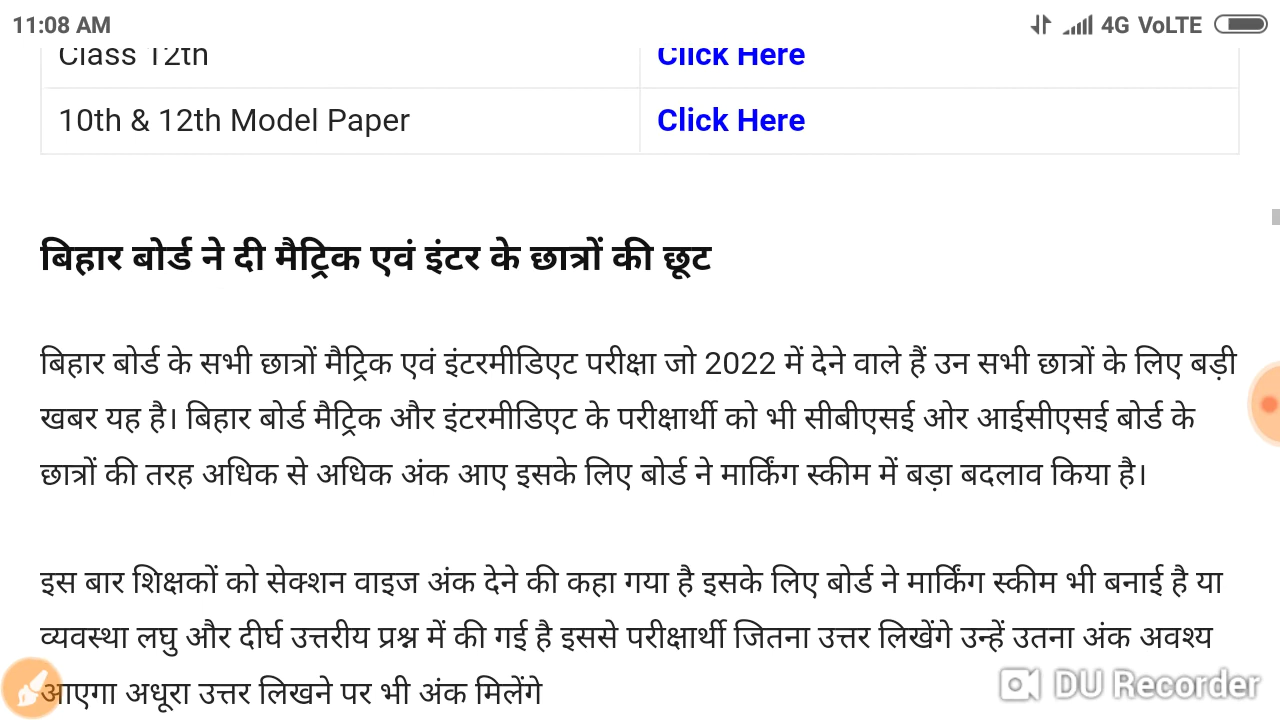 11:08 AM 4G VoLTE
Class 12th Click Here
10th & 12th Model Paper Click Here
बिहार बोर्ड ने दी मैट्रिक एवं इंटर के छात्रों की छूट
बिहार बोर्ड के सभी छात्रों मैट्रिक एवं इंटरमीडिएट परीक्षा जो 2022 में देने वाले हैं उन सभी छात्रों के लिए बड़ी
खबर यह है। बिहार बोर्ड मैट्रिक और इंटरमीडिएट के परीक्षार्थी को भी सीबीएसई ओर आईसीएसई बोर्ड के
छात्रों की तरह अधिक से अधिक अंक आए इसके लिए बोर्ड ने मार्किंग स्कीम में बड़ा बदलाव किया है।
इस बार शिक्षकों को सेक्शन वाइज अंक देने की कहा गया है इसके लिए बोर्ड ने मार्किंग स्कीम भी बनाई है या
व्यवस्था लघु और दीर्घ उत्तरीय प्रश्न में की गई है इससे परीक्षार्थी जितना उत्तर लिखेंगे उन्हें उतना अंक अवश्य
आएगा अधूरा उत्तर लिखने पर भी अंक मिलेंगे
DU Recorder